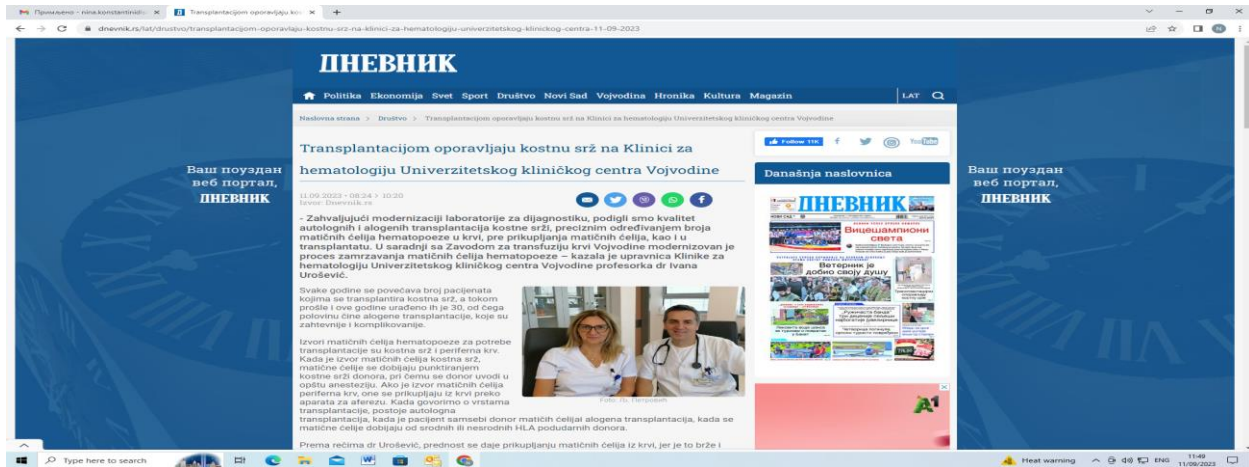 Примљено - nina.konstantinidis
Transplantacijom oporavljaju kos
dnevnik.rs/lat/drustvo/transplantacijom-oporavljaju-kostnu-srz-na-klinici-za-hematologiju-univerzitetskog-klinickog-centra-11-09-2023
ДНЕВНИК
Politika Ekonomija Svet Sport Društvo Novi Sad Vojvodina Hronika Kultura Magazin LAT
Naslovna strana > Društvo > Transplantacijom oporavljaju kostnu srž na Klinici za hematologiju Univerzitetskog kliničkog centra Vojvodine
Transplantacijom oporavljaju kostnu srž na Klinici za
hematologiju Univerzitetskog kliničkog centra Vojvodine
11.09.2023 - 08:24 > 10:20
Izvor: Dnevnik.rs
- Zahvaljujući modernizaciji laboratorije za dijagnostiku, podigli smo kvalitet
autolognih i alogenih transplantacija kostne srži, preciznim određivanjem broja
matičnih ćelija hematopoeze u krvi, pre prikupljanja matičnih ćelija, kao i u
transplantatu. U saradnji sa Zavodom za transfuziju krvi Vojvodine modernizovan je
proces zamrzavanja matičnih ćelija hematopoeze – kazala je upravnica Klinike za
hematologiju Univerzitetskog kliničkog centra Vojvodine profesorka dr Ivana
Urošević.
Svake godine se povećava broj pacijenata
kojima se transplantira kostna srž, a tokom
prošle i ove godine urađeno ih je 30, od čega
polovinu čine alogene transplantacije, koje su
zahtevnije i komplikovanije.
Izvori matičnih ćelija hematopoeze za potrebe
transplantacije su kostna srž i periferna krv.
Kada je izvor matičnih ćelija kostna srž,
matične ćelije se dobijaju punktiranjem
kostne srži donora, pri čemu se donor uvodi u
opštu anesteziju. Ako je izvor matičnih ćelija
periferna krv, one se prikupljaju iz krvi preko
aparata za aferezu. Kada govorimo o vrstama
transplantacije, postoje autologna
transplantacija, kada je pacijent samsebi donor matičih ćelijai alogena transplantacija, kada se
matične ćelije dobijaju od srodnih ili nesrodnih HLA podudarnih donora.
Prema rečima dr Urošević, prednost se daje prikupljanju matičnih ćelija iz krvi, jer je to brže i
Foto: Љ. Петровић
Follow 11K
YouTube
Današnja naslovnica
ДНЕВНИК
Вицешампиони
света
Ветерник је
добио своју душу
Ваш поуздан
веб портал,
ДНЕВНИК
Ваш поуздан
веб портал,
ДНЕВНИК
A1
Type here to search
Heat warning
ENG
11:49
11/09/2023